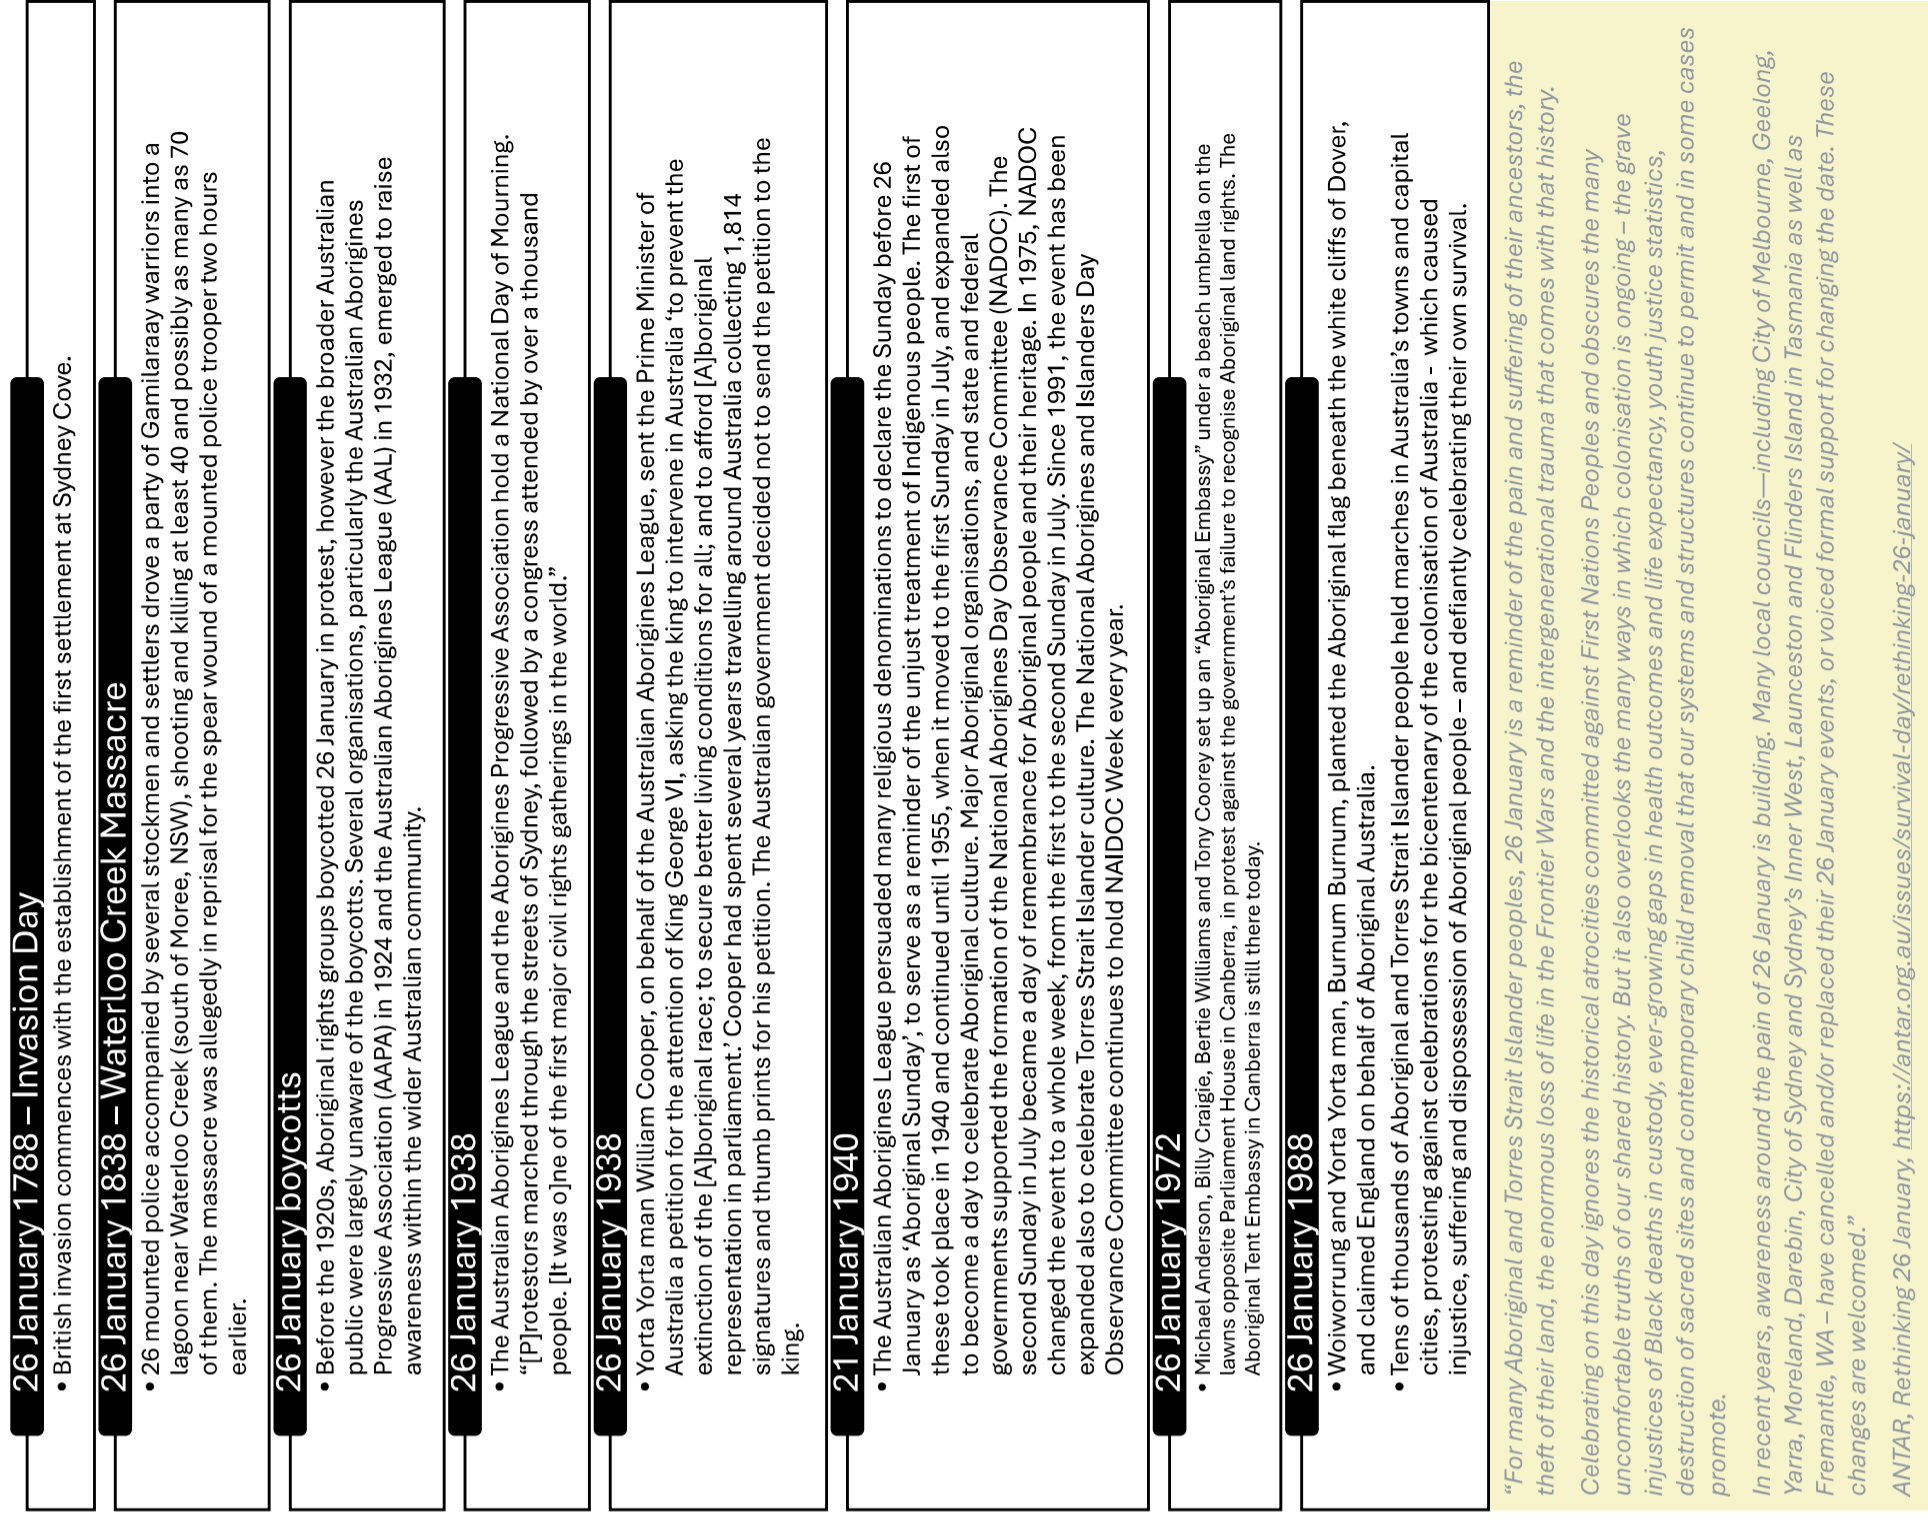 26 January 1788 – Invasion Day
• British invasion commences with the establishment of the first settlement at Sydney Cove.
26 January 1838 – Waterloo Creek Massacre
• 26 mounted police accompanied by several stockmen and settlers drove a party of Gamilaraay warriors into a
lagoon near Waterloo Creek (south of Moree, NSW), shooting and killing at least 40 and possibly as many as 70
of them. The massacre was allegedly in reprisal for the spear wound of a mounted police trooper two hours
earlier.
26 January boycotts
• Before the 1920s, Aboriginal rights groups boycotted 26 January in protest, however the broader Australian
public were largely unaware of the boycotts. Several organisations, particularly the Australian Aborigines
Progressive Association (AAPA) in 1924 and the Australian Aborigines League (AAL) in 1932, emerged to raise
awareness within the wider Australian community.
26 January 1938
• The Australian Aborigines League and the Aborigines Progressive Association hold a National Day of Mourning.
“[P]rotestors marched through the streets of Sydney, followed by a congress attended by over a thousand
people. [It was o]ne of the first major civil rights gatherings in the world.”
26 January 1938
• Yorta Yorta man William Cooper, on behalf of the Australian Aborigines League, sent the Prime Minister of
Australia a petition for the attention of King George VI, asking the king to intervene in Australia ‘to prevent the
extinction of the [A]boriginal race; to secure better living conditions for all; and to afford [A]boriginal
representation in parliament.’ Cooper had spent several years travelling around Australia collecting 1,814
signatures and thumb prints for his petition. The Australian government decided not to send the petition to the
king.
21 January 1940
• The Australian Aborigines League persuaded many religious denominations to declare the Sunday before 26
January as ‘Aboriginal Sunday’, to serve as a reminder of the unjust treatment of Indigenous people. The first of
these took place in 1940 and continued until 1955, when it moved to the first Sunday in July, and expanded also
to become a day to celebrate Aboriginal culture. Major Aboriginal organisations, and state and federal
governments supported the formation of the National Aborigines Day Observance Committee (NADOC). The
second Sunday in July became a day of remembrance for Aboriginal people and their heritage. In 1975, NADOC
changed the event to a whole week, from the first to the second Sunday in July. Since 1991, the event has been
expanded also to celebrate Torres Strait Islander culture. The National Aborigines and Islanders Day
Observance Committee continues to hold NAIDOC Week every year.
26 January 1972
• Michael Anderson, Billy Craigie, Bertie Williams and Tony Coorey set up an “Aboriginal Embassy” under a beach umbrella on the
lawns opposite Parliament House in Canberra, in protest against the government’s failure to recognise Aboriginal land rights. The
Aboriginal Tent Embassy in Canberra is still there today.
26 January 1988
• Woiworrung and Yorta Yorta man, Burnum Burnum, planted the Aboriginal flag beneath the white cliffs of Dover,
and claimed England on behalf of Aboriginal Australia.
• Tens of thousands of Aboriginal and Torres Strait Islander people held marches in Australia’s towns and capital
cities, protesting against celebrations for the bicentenary of the colonisation of Australia - which caused
injustice, suffering and dispossession of Aboriginal people – and defiantly celebrating their own survival.
“For many Aboriginal and Torres Strait Islander peoples, 26 January is a reminder of the pain and suffering of their ancestors, the
theft of their land, the enormous loss of life in the Frontier Wars and the intergenerational trauma that comes with that history.
Celebrating on this day ignores the historical atrocities committed against First Nations Peoples and obscures the many
uncomfortable truths of our shared history. But it also overlooks the many ways in which colonisation is ongoing – the grave
injustices of Black deaths in custody, ever-growing gaps in health outcomes and life expectancy, youth justice statistics,
destruction of sacred sites and contemporary child removal that our systems and structures continue to permit and in some cases
promote.
In recent years, awareness around the pain of 26 January is building. Many local councils—including City of Melbourne, Geelong,
Yarra, Moreland, Darebin, City of Sydney and Sydney’s Inner West, Launceston and Flinders Island in Tasmania as well as
Fremantle, WA – have cancelled and/or replaced their 26 January events, or voiced formal support for changing the date. These
changes are welcomed.”
ANTAR, Rethinking 26 January, https://antar.org.au/issues/survival-day/rethinking-26-january/